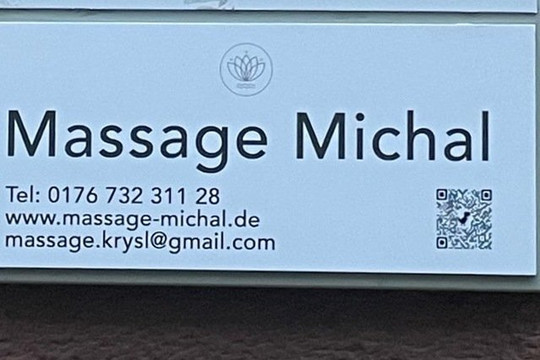 Massage Michal
Tel: 0176 732 311 28
www.massage-michal.de
massage.krysl@gmail.com